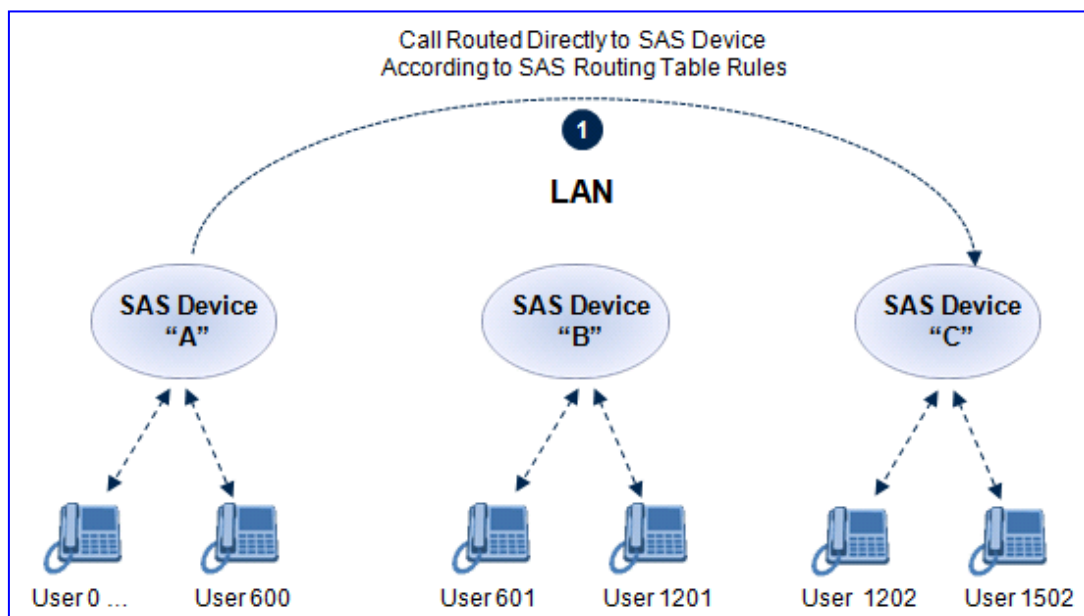 Call Routed Directly to SAS Device
According to SAS Routing Table Rules
1
LAN
SAS Device
“A”
SAS Device
“B”
SAS Device
“C”
User 0 ...
User 600
User 601
User 1201
User 1202
User 1502